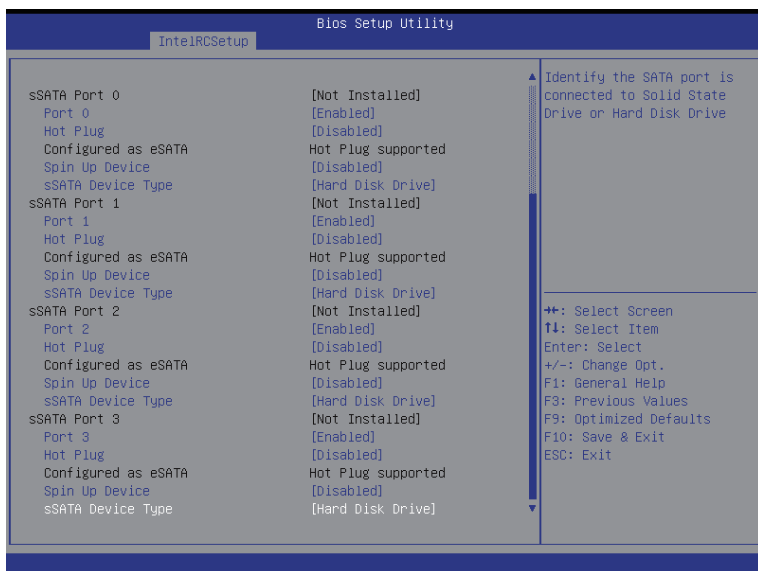 Bios Setup Utility
IntelRCSetup
sSATA Port 0 [Not Installed]
Port 0 [Enabled]
Hot Plug [Disabled]
Configured as eSATA Hot Plug supported
Spin Up Device [Disabled]
sSATA Device Type [Hard Disk Drive]
sSATA Port 1 [Not Installed]
Port 1 [Enabled]
Hot Plug [Disabled]
Configured as eSATA Hot Plug supported
Spin Up Device [Disabled]
sSATA Device Type [Hard Disk Drive]
sSATA Port 2 [Not Installed]
Port 2 [Enabled]
Hot Plug [Disabled]
Configured as eSATA Hot Plug supported
Spin Up Device [Disabled]
sSATA Device Type [Hard Disk Drive]
sSATA Port 3 [Not Installed]
Port 3 [Enabled]
Hot Plug [Disabled]
Configured as eSATA Hot Plug supported
Spin Up Device [Disabled]
sSATA Device Type [Hard Disk Drive]
Identify the SATA port is
connected to Solid State
Drive or Hard Disk Drive
→←: Select Screen
↑↓: Select Item
Enter: Select
+/-: Change Opt.
F1: General Help
F3: Previous Values
F9: Optimized Defaults
F10: Save & Exit
ESC: Exit